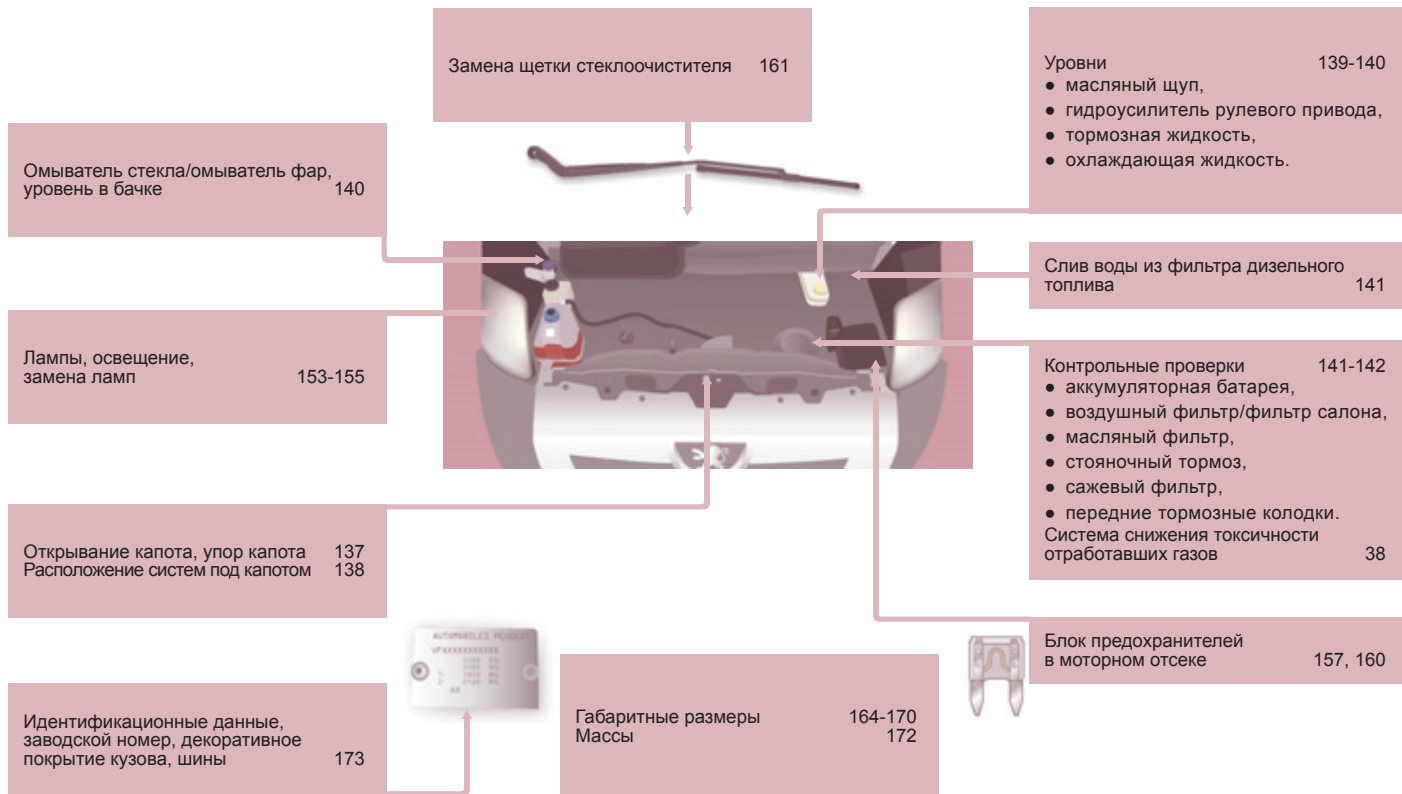 Замена щетки стеклоочистителя 161
Уровни 139-140
● масляный щуп,
● гидроусилитель рулевого привода,
● тормозная жидкость,
● охлаждающая жидкость.
Омыватель стекла/омыватель фар,
уровень в бачке 140
Слив воды из фильтра дизельного
топлива 141
Лампы, освещение,
замена ламп 153-155
Контрольные проверки 141-142
● аккумуляторная батарея,
● воздушный фильтр/фильтр салона,
● масляный фильтр,
● стояночный тормоз,
● сажевый фильтр,
● передние тормозные колодки.
Система снижения токсичности
отработавших газов 38
Открывание капота, упор капота 137
Расположение систем под капотом 138
Блок предохранителей
в моторном отсеке 157, 160
AUTOMOBILES PEUGEOT
Идентификационные данные,
заводской номер, декоративное
покрытие кузова, шины 173
Габаритные размеры 164-170
Массы 172